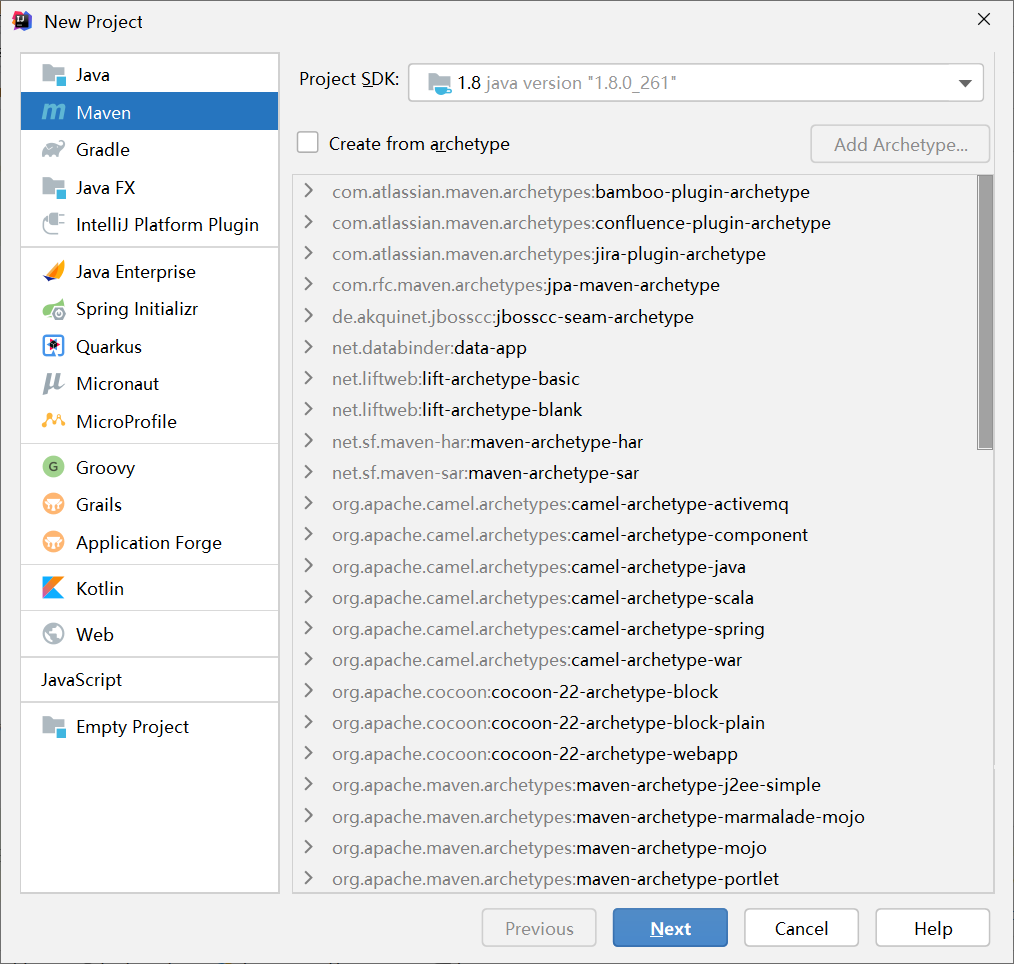 New Project
Java
Maven
Gradle
Java FX
IntelliJ Platform Plugin
Java Enterprise
Spring Initializr
Quarkus
Micronaut
MicroProfile
Groovy
Grails
Application Forge
Kotlin
Web
JavaScript
Empty Project
Project SDK: 1.8 java version "1.8.0_261"
Create from archetype
Add Archetype...
com.atlassian.maven.archetypes:bamboo-plugin-archetype
com.atlassian.maven.archetypes:confluence-plugin-archetype
com.atlassian.maven.archetypes:jira-plugin-archetype
com.rfc.maven.archetypes:jpa-maven-archetype
de.akquinet.jbosscc:jbosscc-seam-archetype
net.databinder:data-app
net.liftweb:lift-archetype-basic
net.liftweb:lift-archetype-blank
net.sf.maven-har:maven-archetype-har
net.sf.maven-sar:maven-archetype-sar
org.apache.camel.archetypes:camel-archetype-activemq
org.apache.camel.archetypes:camel-archetype-component
org.apache.camel.archetypes:camel-archetype-java
org.apache.camel.archetypes:camel-archetype-scala
org.apache.camel.archetypes:camel-archetype-spring
org.apache.camel.archetypes:camel-archetype-war
org.apache.cocoon:cocoon-22-archetype-block
org.apache.cocoon:cocoon-22-archetype-block-plain
org.apache.cocoon:cocoon-22-archetype-webapp
org.apache.maven.archetypes:maven-archetype-j2ee-simple
org.apache.maven.archetypes:maven-archetype-marmalade-mojo
org.apache.maven.archetypes:maven-archetype-mojo
org.apache.maven.archetypes:maven-archetype-portlet
Previous
Next
Cancel
Help